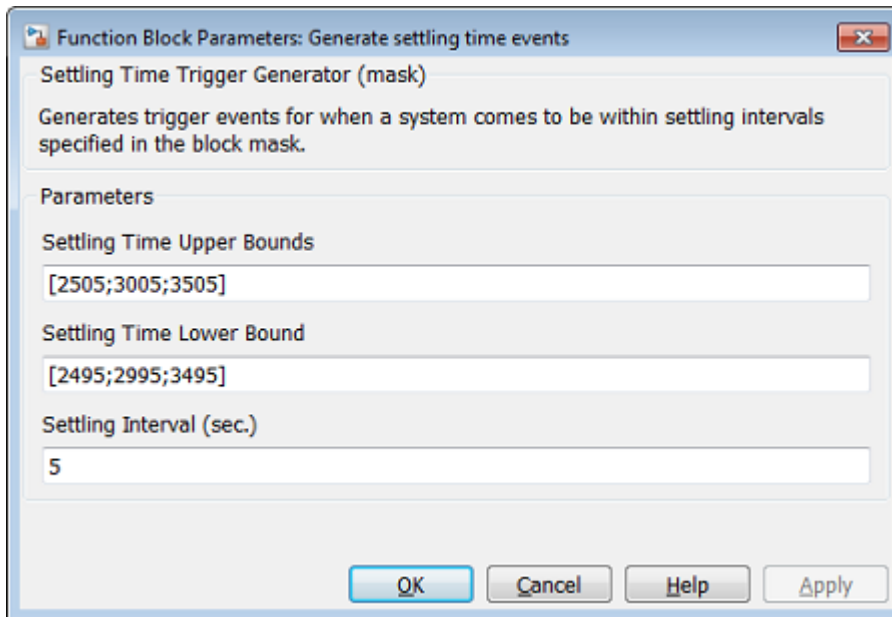 Function Block Parameters: Generate settling time events
Settling Time Trigger Generator (mask)
Generates trigger events for when a system comes to be within settling intervals
specified in the block mask.
Parameters
Settling Time Upper Bounds
[2505;3005;3505]
Settling Time Lower Bound
[2495;2995;3495]
Settling Interval (sec.)
5
OK Cancel Help Apply